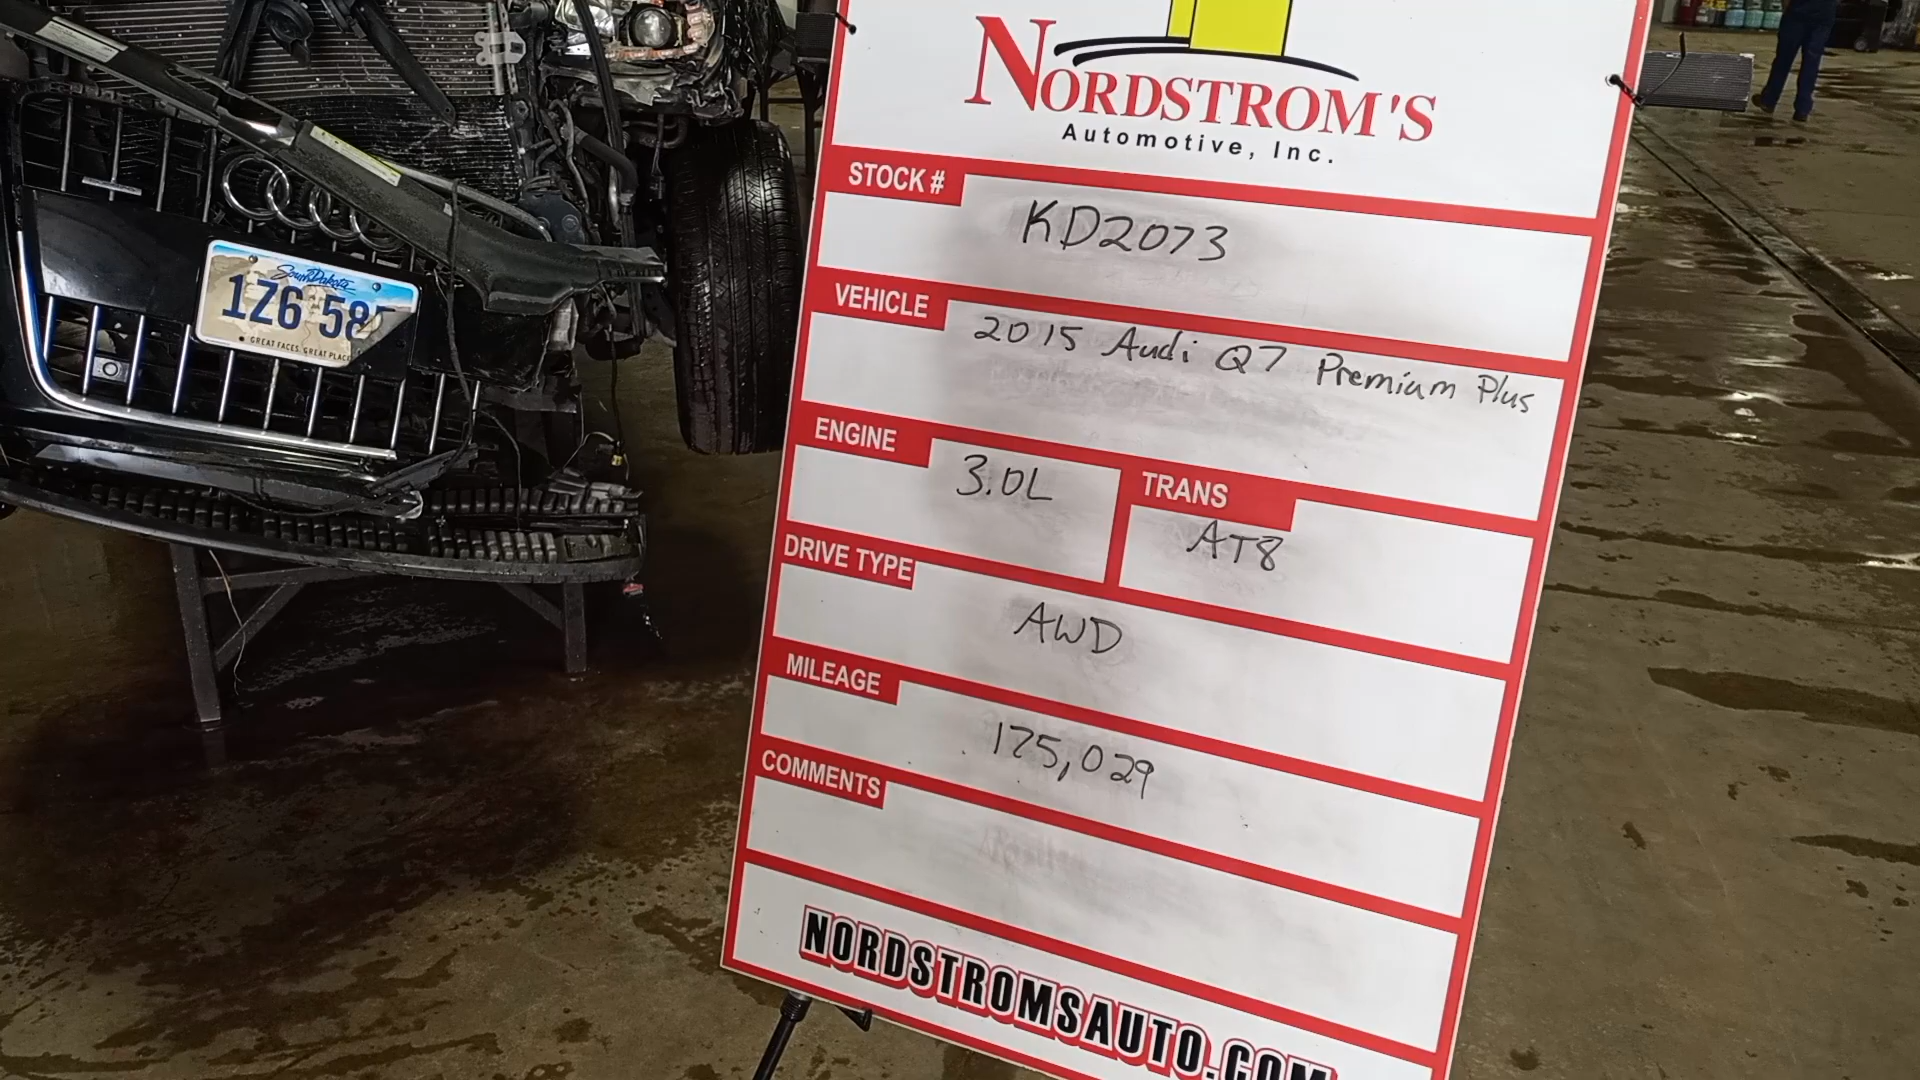 NORDSTROM'S
Automotive, Inc.
STOCK #
KD2073
VEHICLE
2015 Audi Q7 Premium Plus
ENGINE
3.0L
TRANS
AT8
DRIVE TYPE
AWD
MILEAGE
175,029
COMMENTS
NORDSTROMSAUTO.COM
South Dakota
1Z6 58
GREAT FACES. GREAT PLACE